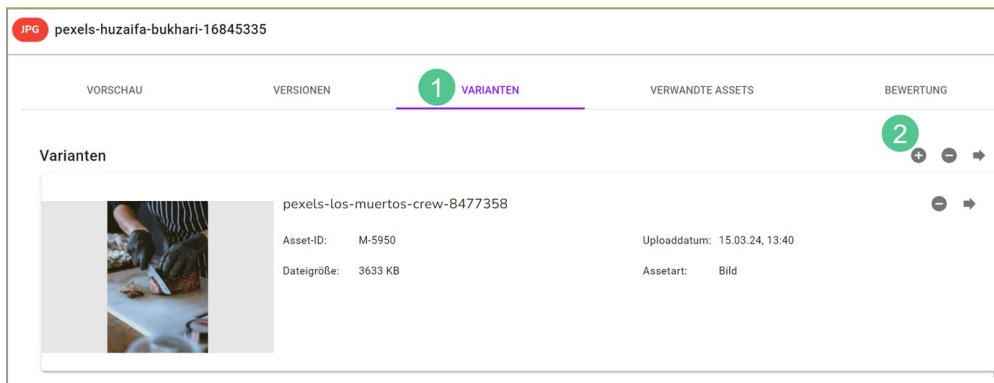 JPG pexels-huzaifa-bukhari-16845335
VORSCHAU VERSIONEN 1 VARIANTEN VERWANDTE ASSETS BEWERTUNG
2
Varianten
pexels-los-muertos-crew-8477358
Asset-ID: M-5950 Uploaddatum: 15.03.24, 13:40
Dateigröße: 3633 KB Assetart: Bild